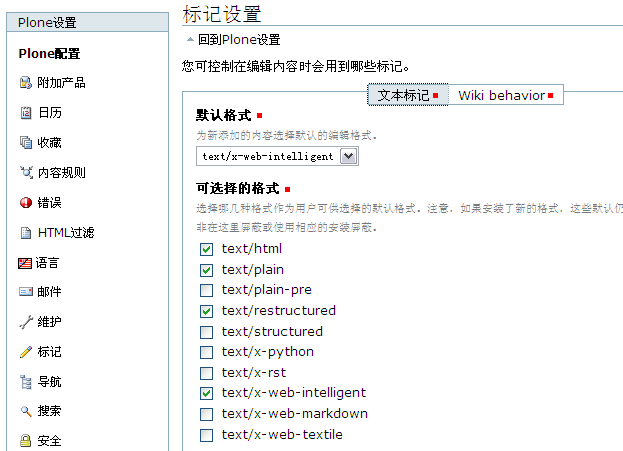 Plone设置
Plone配置
附加产品
日历
收藏
内容规则
错误
HTML过滤
语言
邮件
维护
标记
导航
搜索
安全
标记设置
回到Plone设置
您可控制在编辑内容时会用到哪些标记。
文本标记 Wiki behavior
默认格式
为新添加的内容选择默认的编辑格式。
text/x-web-intelligent
可选择的格式
选择哪几种格式作为用户可供选择的默认格式。注意，如果安装了新的格式，这些默认仍
非在这里屏蔽或使用相应的安装屏蔽。
text/html
text/plain
text/plain-pre
text/restructured
text/structured
text/x-python
text/x-rst
text/x-web-intelligent
text/x-web-markdown
text/x-web-textile